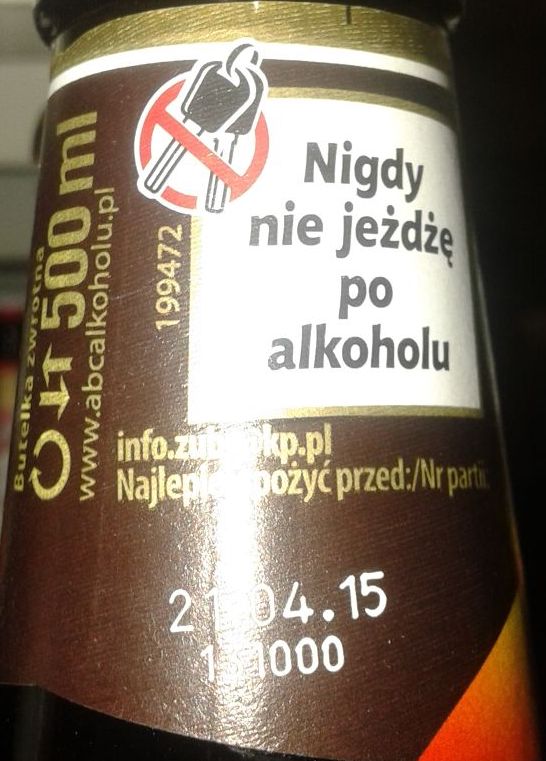 Nigdy
nie jeżdżę
po
alkoholu
199472
Butelka zwrotna
500 ml
www.abcalkoholu.pl
Najlepiej spożyć przed:/Nr partii:
.04.15
1000